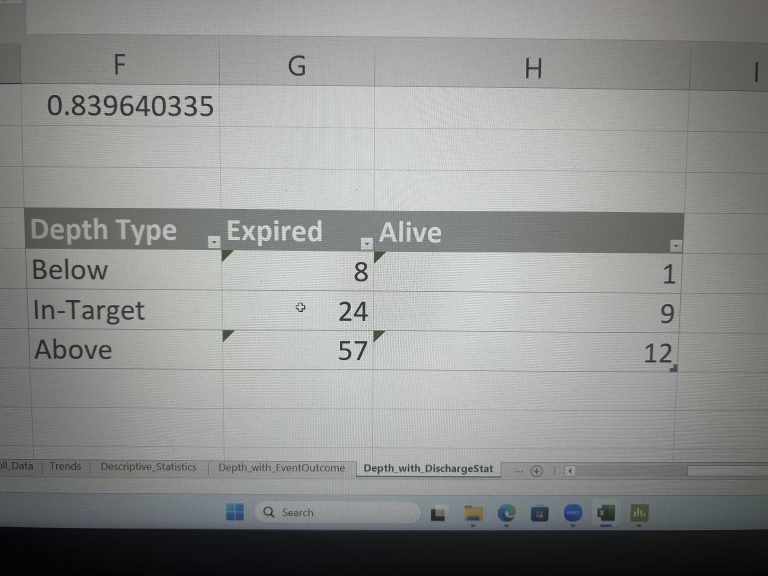 F G H I
0.839640335
Depth Type Expired Alive
Below 8 1
In-Target 24 9
Above 57 12
oll_Data Trends Descriptive_Statistics Depth_with_EventOutcome Depth_with_DischargeStat ...
Search